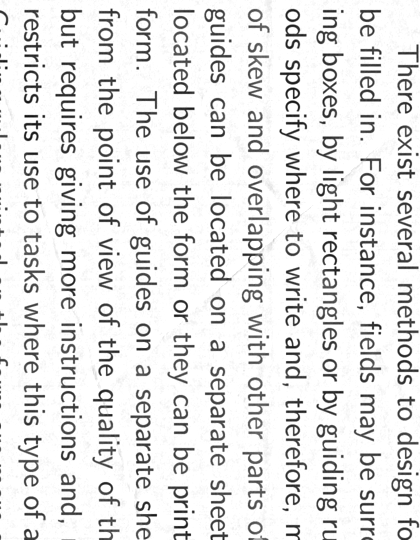 There exist several methods to design fo
be filled in. For instance, fields may be surro
ing boxes, by light rectangles or by guiding ru
ods specify where to write and, therefore, m
of skew and overlapping with other parts of
guides can be located on a separate sheet
located below the form or they can be print
form. The use of guides on a separate she
from the point of view of the quality of th
but requires giving more instructions and,
restricts its use to tasks where this type of a